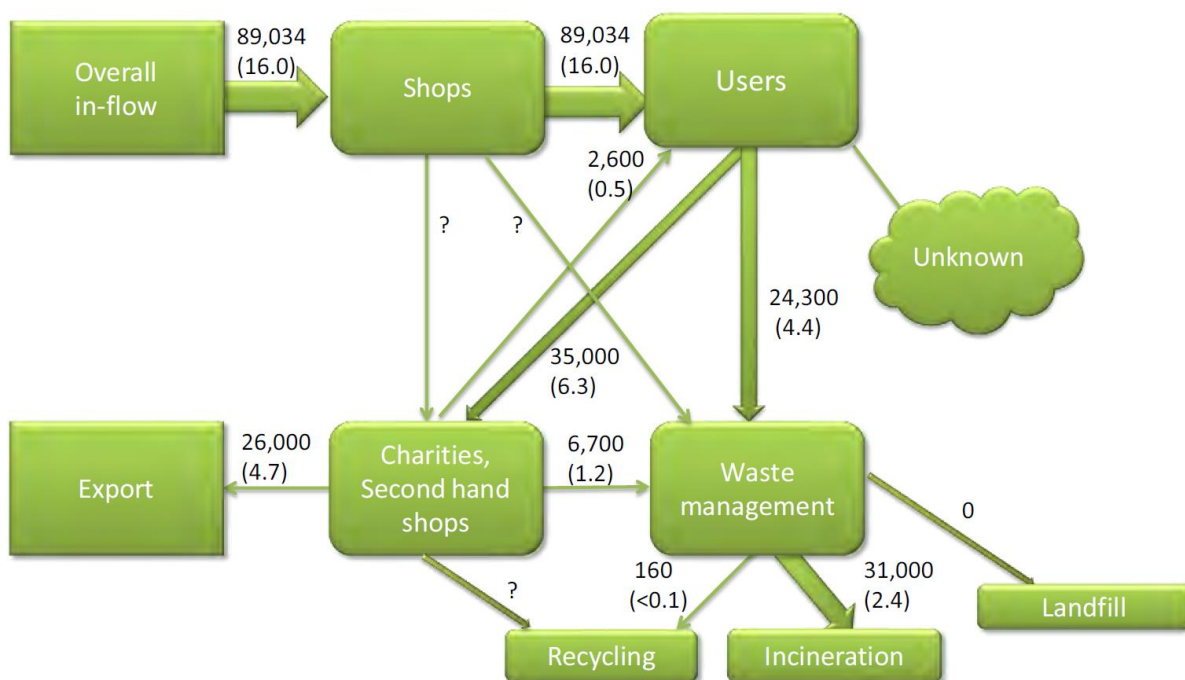 Overall
in-flow
89,034
(16.0)
Shops
89,034
(16.0)
Users
2,600
(0.5)
?
?
Unknown
24,300
(4.4)
35,000
(6.3)
Export
26,000
(4.7)
Charities,
Second hand
shops
6,700
(1.2)
Waste
management
0
?
160
(<0.1)
31,000
(2.4)
Landfill
Recycling
Incineration